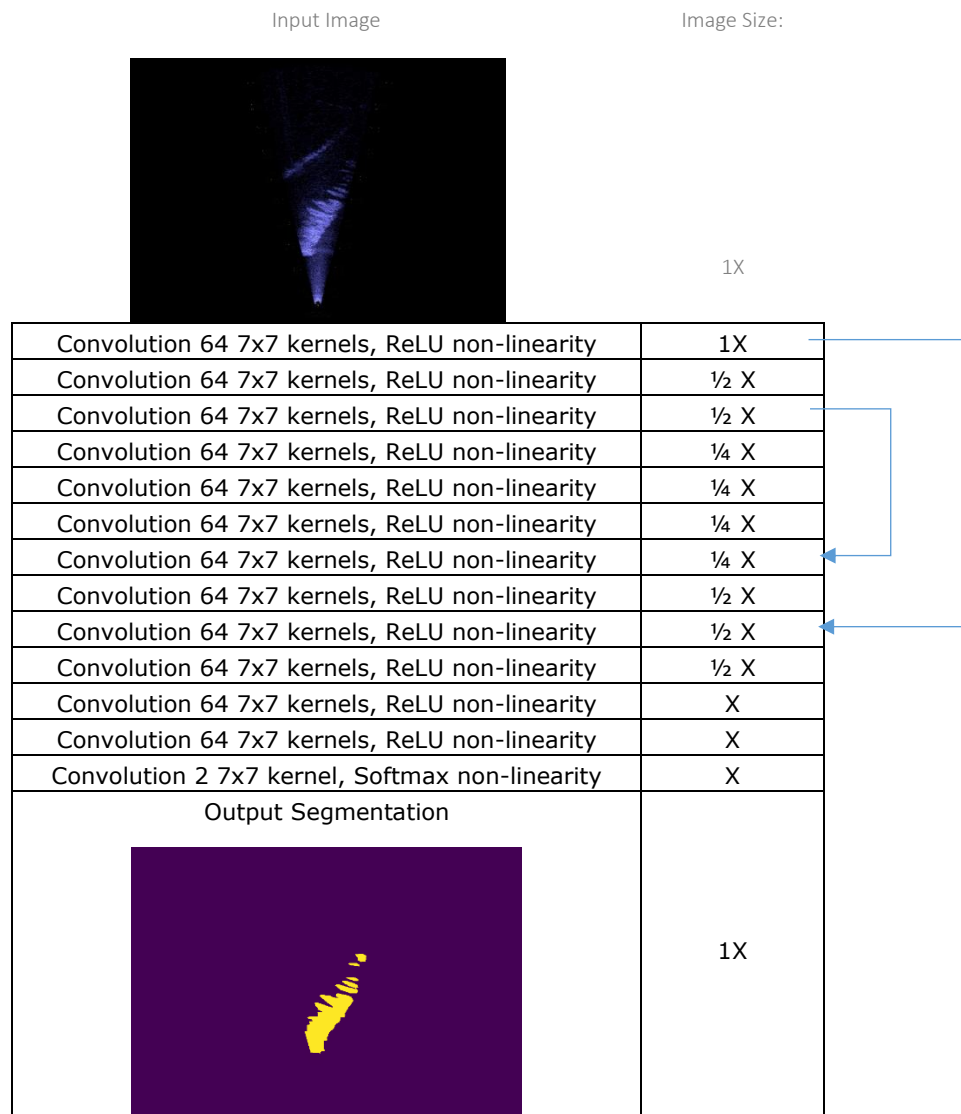 Input Image Image Size:
1X
Convolution 64 7x7 kernels, ReLU non-linearity 1X
Convolution 64 7x7 kernels, ReLU non-linearity ½ X
Convolution 64 7x7 kernels, ReLU non-linearity ½ X
Convolution 64 7x7 kernels, ReLU non-linearity ¼ X
Convolution 64 7x7 kernels, ReLU non-linearity ¼ X
Convolution 64 7x7 kernels, ReLU non-linearity ¼ X
Convolution 64 7x7 kernels, ReLU non-linearity ¼ X
Convolution 64 7x7 kernels, ReLU non-linearity ½ X
Convolution 64 7x7 kernels, ReLU non-linearity ½ X
Convolution 64 7x7 kernels, ReLU non-linearity ½ X
Convolution 64 7x7 kernels, ReLU non-linearity X
Convolution 64 7x7 kernels, ReLU non-linearity X
Convolution 2 7x7 kernel, Softmax non-linearity X
Output Segmentation
1X